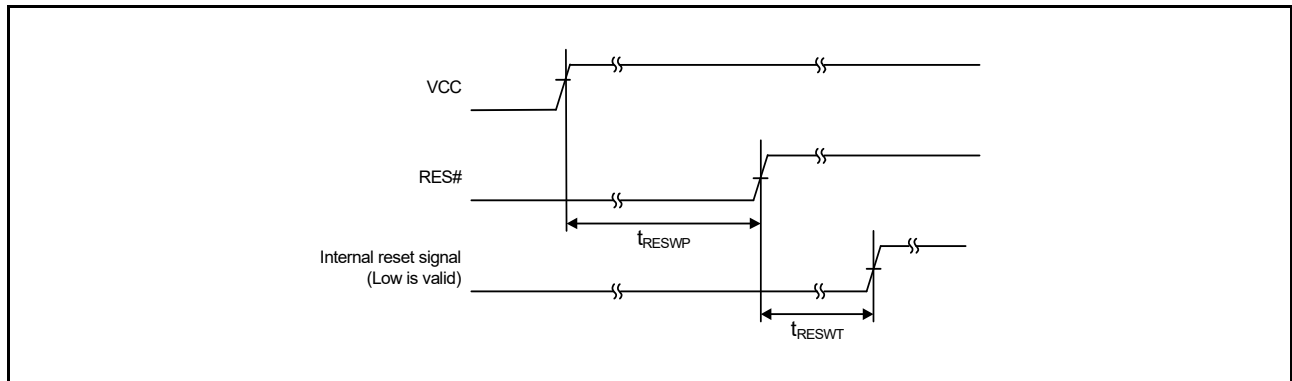 VCC
RES#
tRESWP
Internal reset signal
(Low is valid)
tRESWT